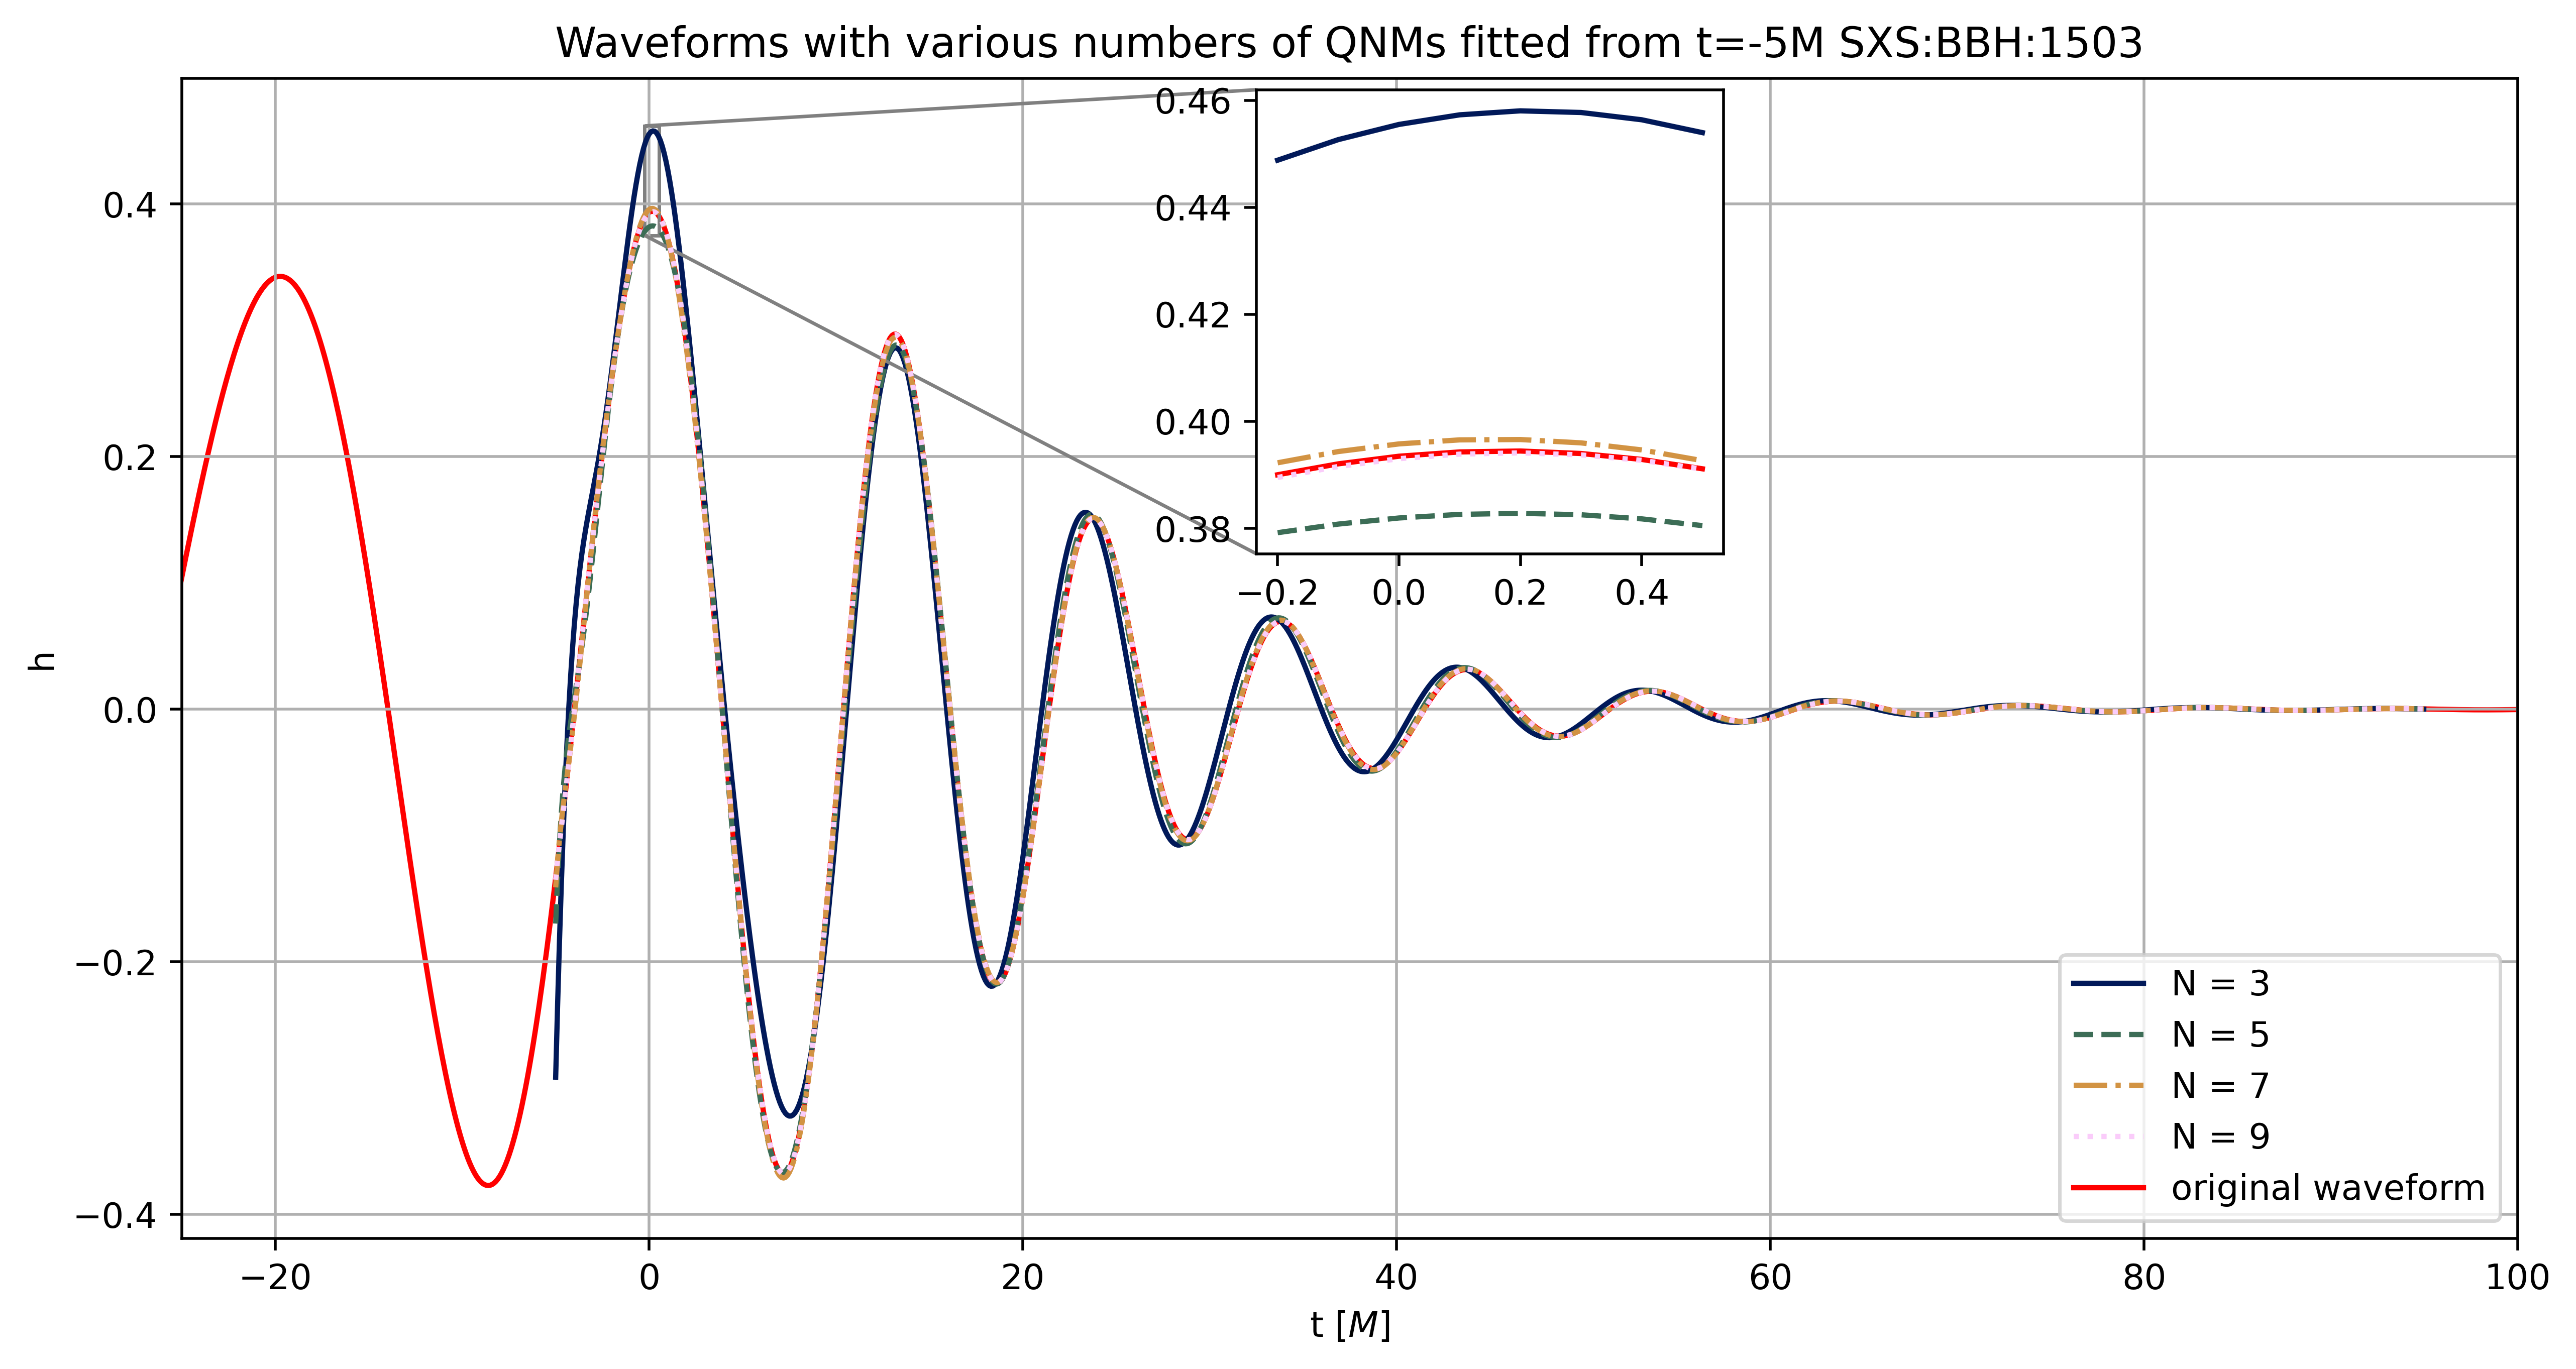 Waveforms with various numbers of QNMs fitted from t=-5M SXS:BBH:1503
0.46
0.44
0.42
0.40
0.38
−0.2 0.0 0.2 0.4
0.4
0.2
0.0
−0.2
−0.4
h
N = 3
N = 5
N = 7
N = 9
original waveform
−20 0 20 40 60 80 100
t [M]